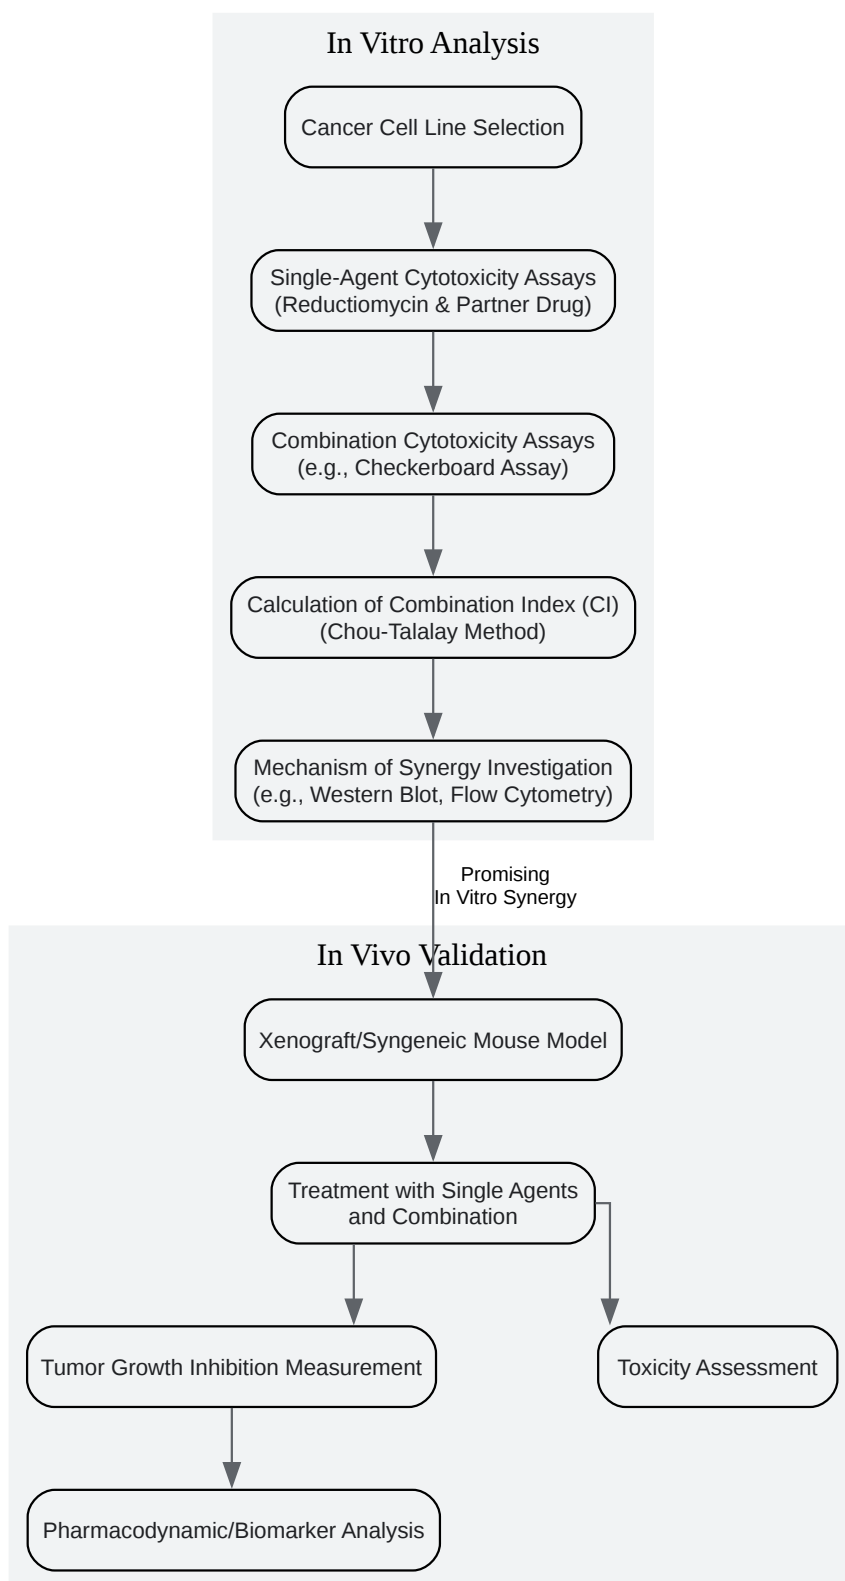 In Vitro Analysis
Cancer Cell Line Selection
Single-Agent Cytotoxicity Assays
(Reductiomycin & Partner Drug)
Combination Cytotoxicity Assays
(e.g., Checkerboard Assay)
Calculation of Combination Index (CI)
(Chou-Talalay Method)
Mechanism of Synergy Investigation
(e.g., Western Blot, Flow Cytometry)
Promising
In Vitro Synergy
In Vivo Validation
Xenograft/Syngeneic Mouse Model
Treatment with Single Agents
and Combination
Tumor Growth Inhibition Measurement
Toxicity Assessment
Pharmacodynamic/Biomarker Analysis